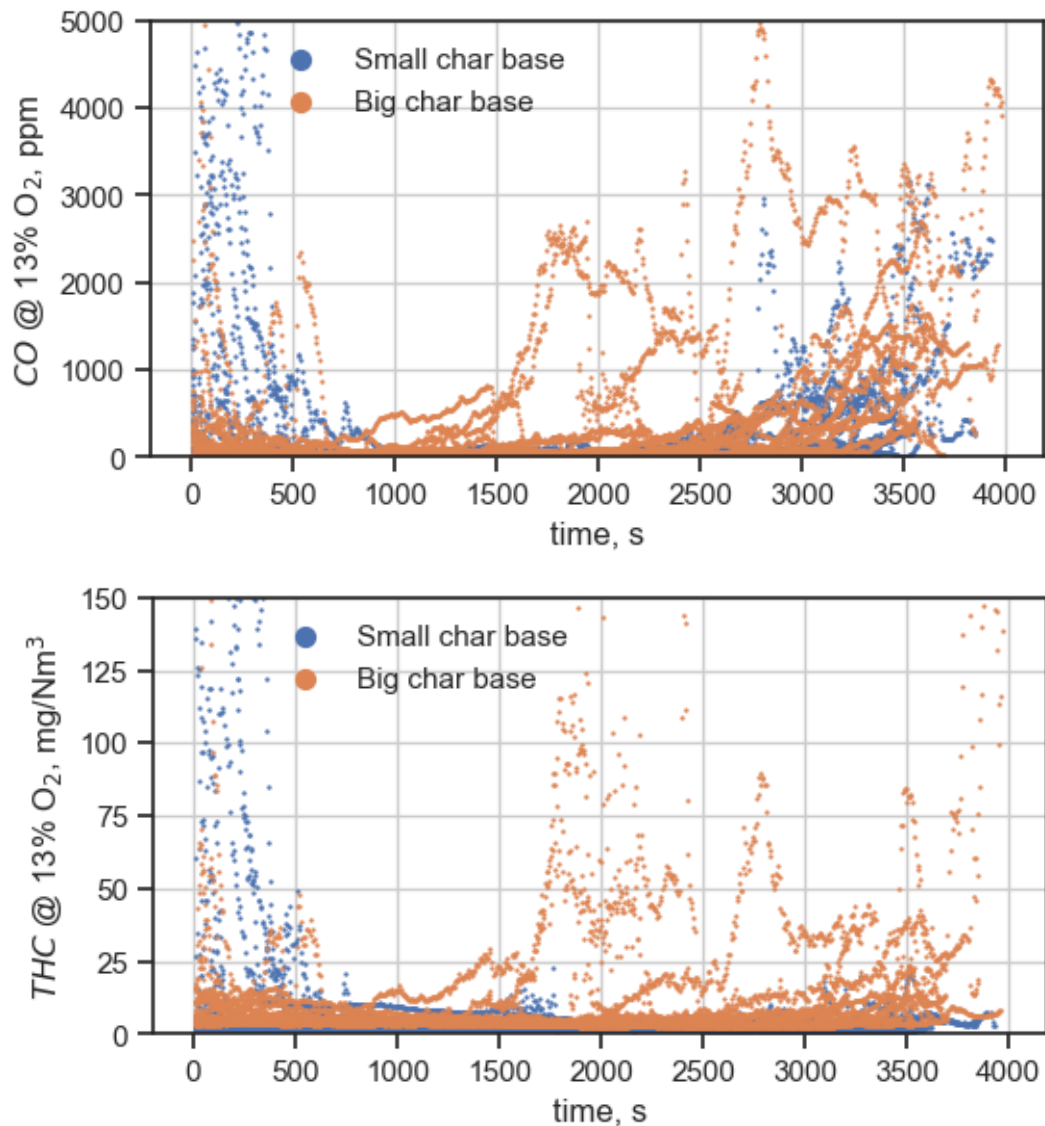 5000
4000
3000
2000
1000
0
CO @ 13% O₂, ppm
Small char base
Big char base
0 500 1000 1500 2000 2500 3000 3500 4000
time, s
150
125
100
75
50
25
0
THC @ 13% O₂, mg/Nm³
Small char base
Big char base
0 500 1000 1500 2000 2500 3000 3500 4000
time, s